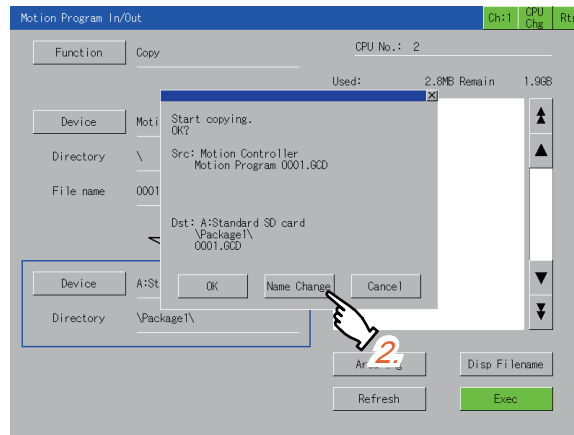 Motion Program In/Out
Ch:1
CPU
Chg
Function
Copy
CPU No.: 2
Used: 2.8MB Remain 1.9GB
Device
Directory
\
File name
0001
Start copying.
OK?
Src: Motion Controller
Motion Program 0001.GCD
Dst: A:Standard SD card
\Package1\
0001.GCD
OK
Name Change
Cancel
Device
Directory
\Package1\
2.
Disp Filename
Refresh
Exec